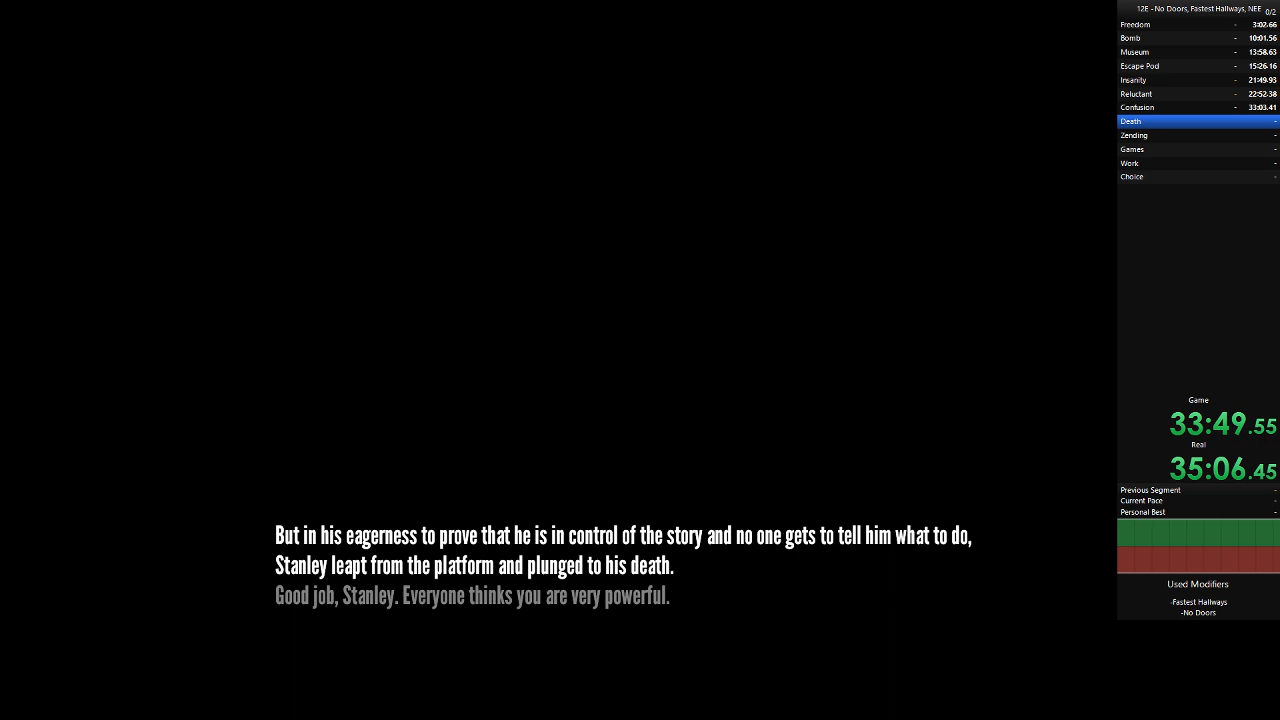 12E - No Doors, Fastest Hallways, NEE 0/2
Freedom - 3:02.66
Bomb - 10:01.56
Museum - 13:58.63
Escape Pod - 15:26.16
Insanity - 21:49.93
Reluctant - 22:52.38
Confusion - 33:03.41
Death -
Zending -
Games -
Work -
Choice -
Game
33:49.55
Real
35:06.45
Previous Segment -
Current Pace -
Personal Best -
Used Modifiers
-Fastest Hallways
-No Doors
But in his eagerness to prove that he is in control of the story and no one gets to tell him what to do,
Stanley leapt from the platform and plunged to his death.
Good job, Stanley. Everyone thinks you are very powerful.